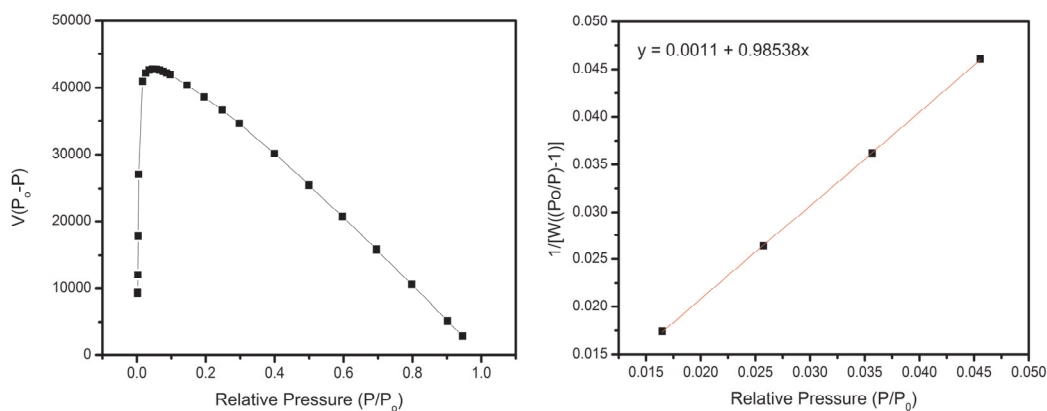 50000
40000
30000
20000
10000
0
V(Pₒ-P)
0.0 0.2 0.4 0.6 0.8 1.0
Relative Pressure (P/Pₒ)
y = 0.0011 + 0.98538x
0.050
0.045
0.040
0.035
0.030
0.025
0.020
0.015
1/[W((Po/P)-1)]
0.015 0.020 0.025 0.030 0.035 0.040 0.045 0.050
Relative Pressure (P/P₀)